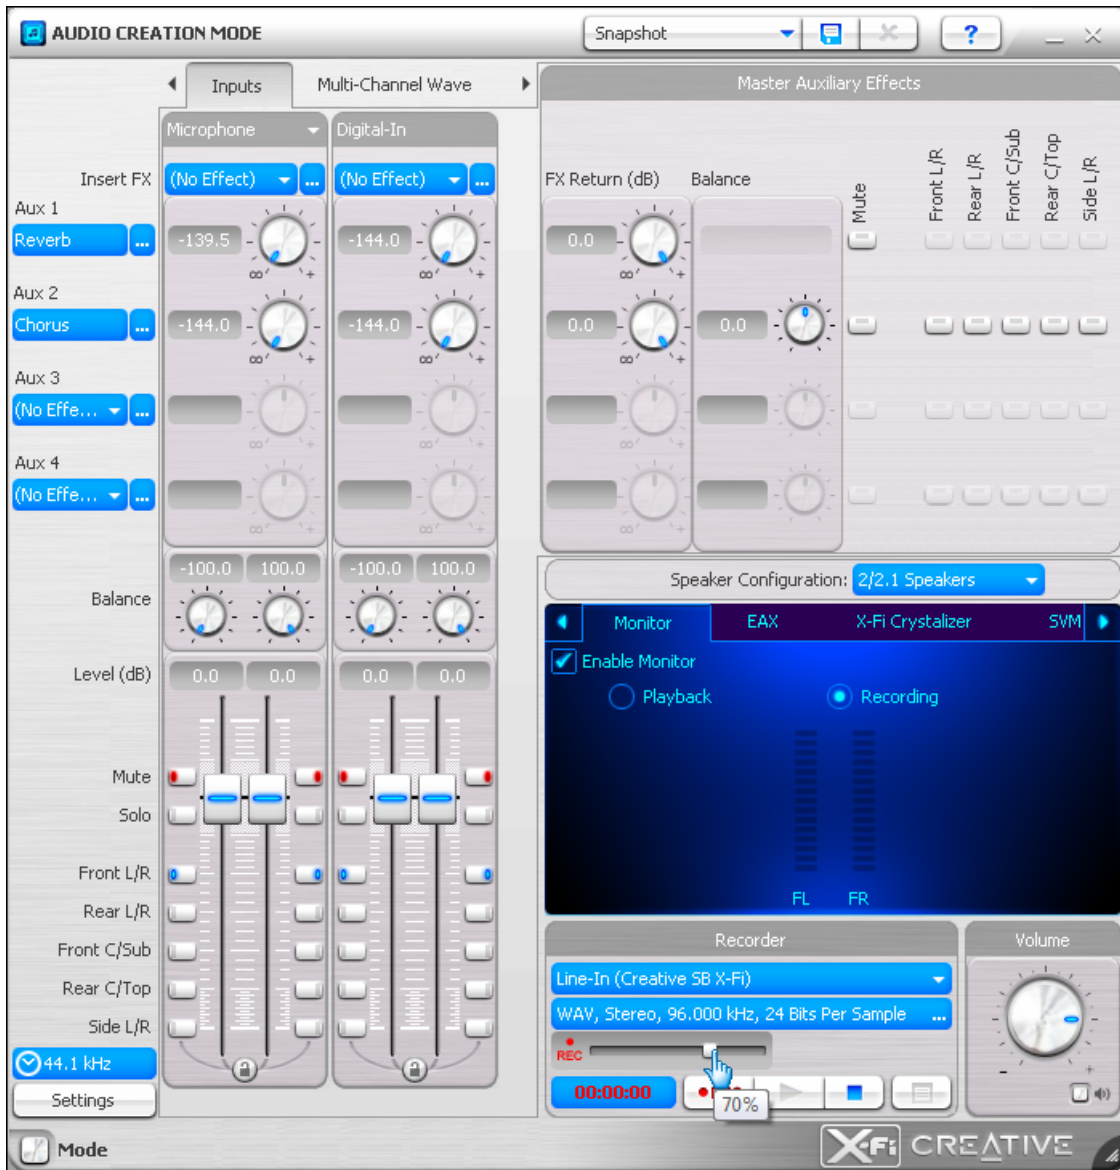 AUDIO CREATION MODE
Snapshot
?
Inputs
Multi-Channel Wave
Master Auxiliary Effects
Microphone
Digital-In
Insert FX
(No Effect) ...
(No Effect) ...
FX Return (dB)
Balance
Mute
Front L/R
Rear L/R
Front C/Sub
Rear C/Top
Side L/R
Aux 1
Reverb ...
-139.5
∞ +
-144.0
∞ +
0.0
∞ +
Aux 2
Chorus ...
-144.0
∞ +
-144.0
∞ +
0.0
∞ +
0.0
Aux 3
(No Effe... ...
∞ +
∞ +
∞ +
Aux 4
(No Effe... ...
∞ +
∞ +
∞ +
Balance
-100.0 100.0
-100.0 100.0
Level (dB)
0.0 0.0
0.0 0.0
Mute
Solo
Front L/R
Rear L/R
Front C/Sub
Rear C/Top
Side L/R
44.1 kHz
Settings
Mode
Speaker Configuration: 2/2.1 Speakers
Monitor
EAX
X-Fi Crystalizer
SVM
Enable Monitor
Playback
Recording
FL FR
Recorder
Line-In (Creative SB X-Fi)
WAV, Stereo, 96.000 kHz, 24 Bits Per Sample ...
REC
00:00:00
70%
Volume
- +
X-Fi CREATIVE